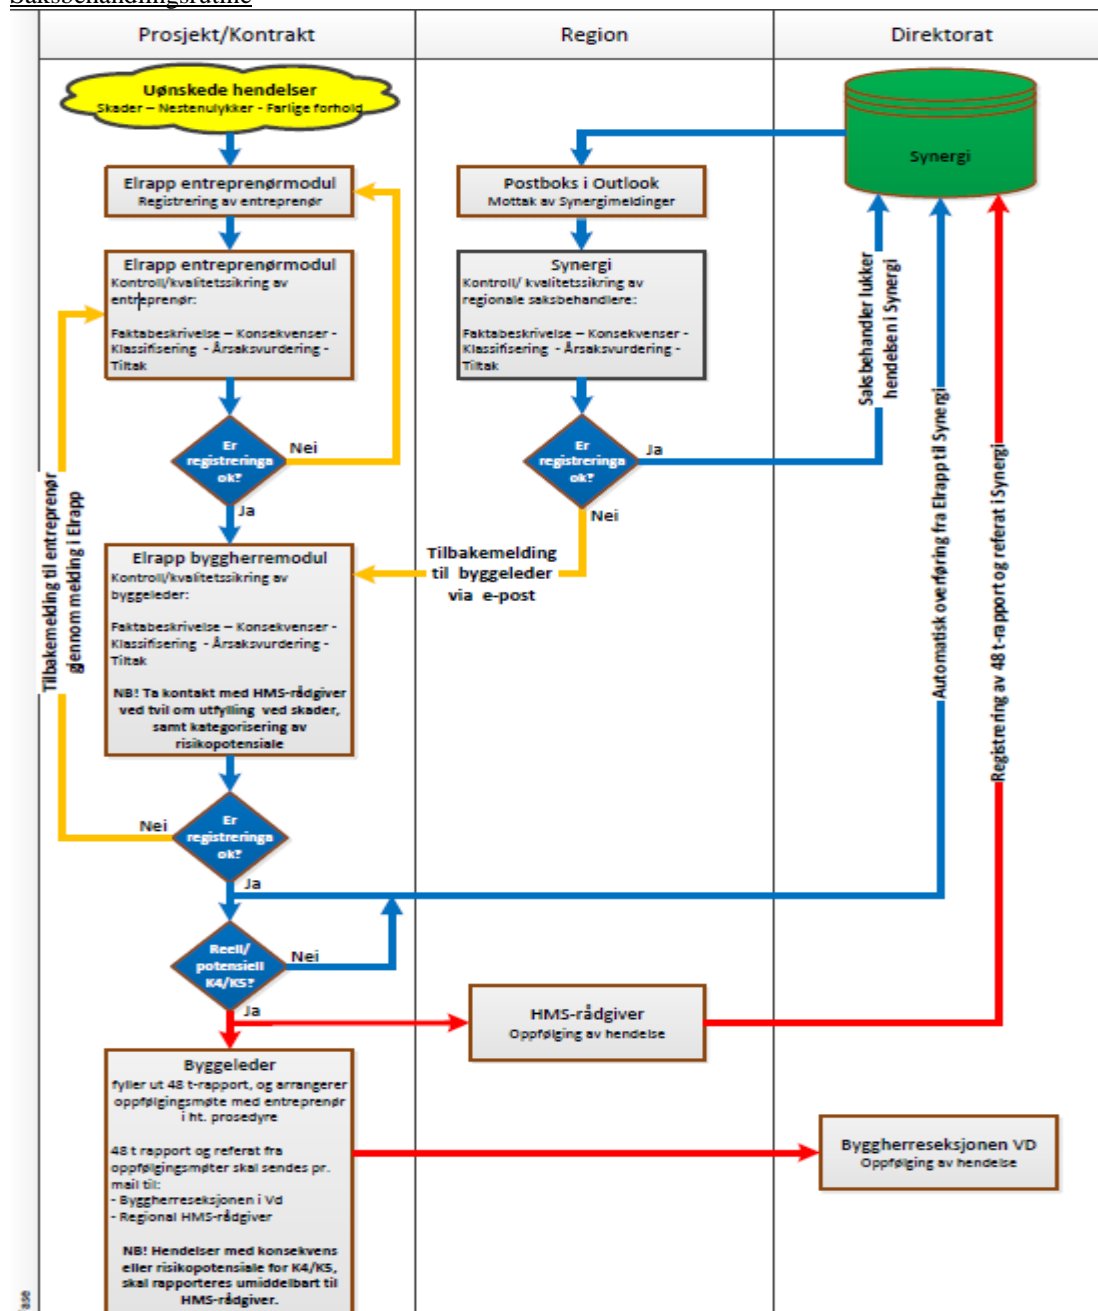 Saksbehandlingsrutine
Prosjekt/Kontrakt
Region
Direktorat
Uønskede hendelser
Skader – Nestenulykker - Farlige forhold
Elrapp entreprenørmodul
Registrering av entreprenør
Elrapp entreprenørmodul
Kontroll/kvalitetssikring av
entreprenør:
Faktabeskrivelse – Konsekvenser -
Klassifisering - Årsaksvurdering -
Tiltak
Er
registreringa
ok?
Nei
Ja
Elrapp byggherremodul
Kontroll/kvalitetssikring av
byggeleder:
Faktabeskrivelse – Konsekvenser -
Klassifisering - Årsaksvurdering -
Tiltak
NB! Ta kontakt med HMS-rådgiver
ved tvil om utfylling ved skader,
samt kategorisering av
risikopotensiale
Er
registreringa
ok?
Nei
Ja
Reell/
potensiell
K4/K5?
Nei
Ja
Byggeleder
fyller ut 48 t-rapport, og arrangerer
oppfølgingsmøte med entreprenør
i ht. prosedyre
48 t rapport og referat fra
oppfølgingsmøter skal sendes pr.
mail til:
- Byggherreseksjonen i Vd
- Regional HMS-rådgiver
NB! Hendelser med konsekvens
eller risikopotensiale for K4/K5,
skal rapporteres umiddelbart til
HMS-rådgiver.
Tilbakemelding til entreprenør
gjennom melding i Elrapp
Postboks i Outlook
Mottak av Synergimeldinger
Synergi
Kontroll/ kvalitetssikring av
regionale saksbehandlere:
Faktabeskrivelse – Konsekvenser -
Klassifisering - Årsaksvurdering -
Tiltak
Er
registreringa
ok?
Ja
Nei
Tilbakemelding
til byggeleder
via e-post
HMS-rådgiver
Oppfølging av hendelse
Synergi
Saksbehandler lukker
hendelsen i Synergi
Automatisk overføring fra Elrapp til Synergi
Registrering av 48 t-rapport og referat i Synergi
Byggherreseksjonen VD
Oppfølging av hendelse